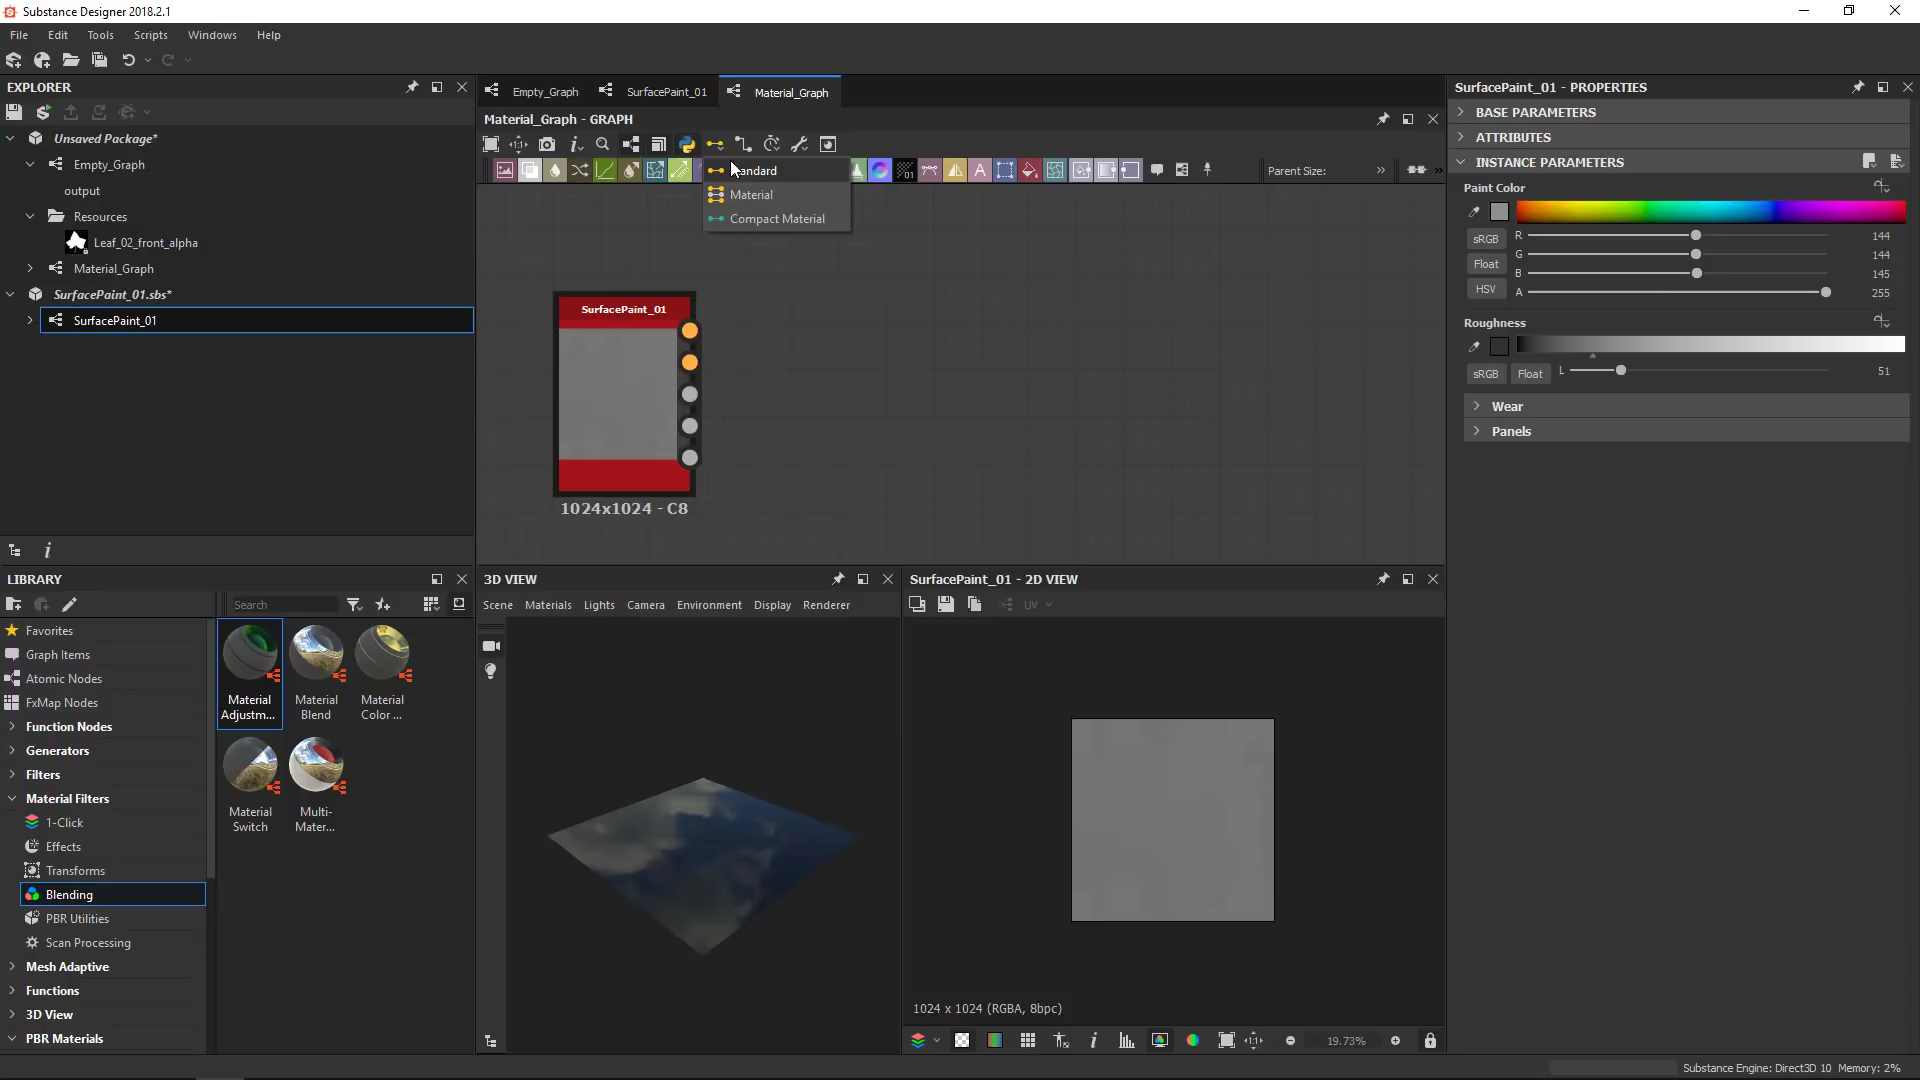 Substance Designer 2018.2.1
File Edit Tools Scripts Windows Help
EXPLORER
Unsaved Package*
Empty_Graph
output
Resources
Leaf_02_front_alpha
Material_Graph
SurfacePaint_01.sbs*
SurfacePaint_01
LIBRARY
Search
Favorites
Graph Items
Atomic Nodes
FxMap Nodes
Function Nodes
Generators
Filters
Material Filters
1-Click
Effects
Transforms
Blending
PBR Utilities
Scan Processing
Mesh Adaptive
Functions
3D View
PBR Materials
Material Adjustm...
Material Blend
Material Color ...
Material Switch
Multi-Mater...
Empty_Graph SurfacePaint_01 Material_Graph
Material_Graph - GRAPH
Parent Size:
Material
Compact Material
SurfacePaint_01
1024x1024 - C8
3D VIEW
Scene Materials Lights Camera Environment Display Renderer
SurfacePaint_01 - 2D VIEW
UV
1024 x 1024 (RGBA, 8bpc)
19.73%
SurfacePaint_01 - PROPERTIES
BASE PARAMETERS
ATTRIBUTES
INSTANCE PARAMETERS
Paint Color
sRGB R 144
G 144
Float B 145
HSV A 255
Roughness
sRGB Float L 51
Wear
Panels
Substance Engine: Direct3D 10 Memory: 2%